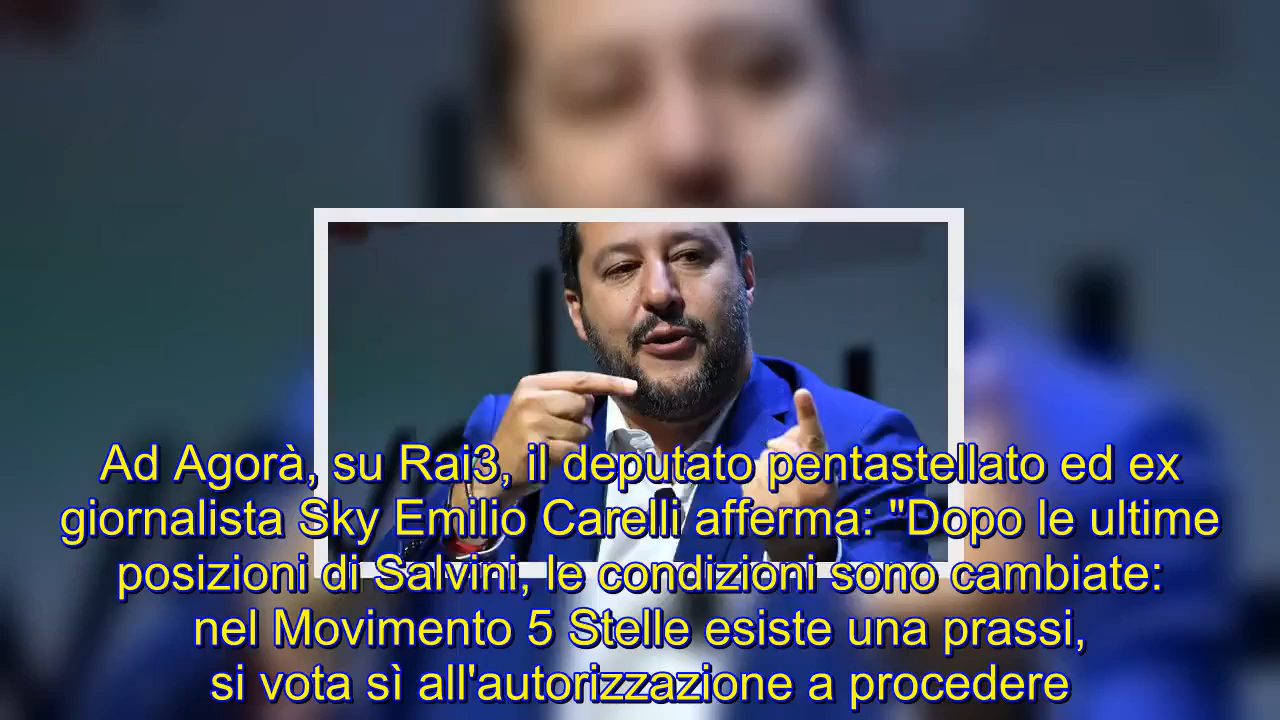 Ad Agorà, su Rai3, il deputato pentastellato ed ex
giornalista Sky Emilio Carelli afferma: "Dopo le ultime
posizioni di Salvini, le condizioni sono cambiate:
nel Movimento 5 Stelle esiste una prassi,
si vota sì all'autorizzazione a procedere